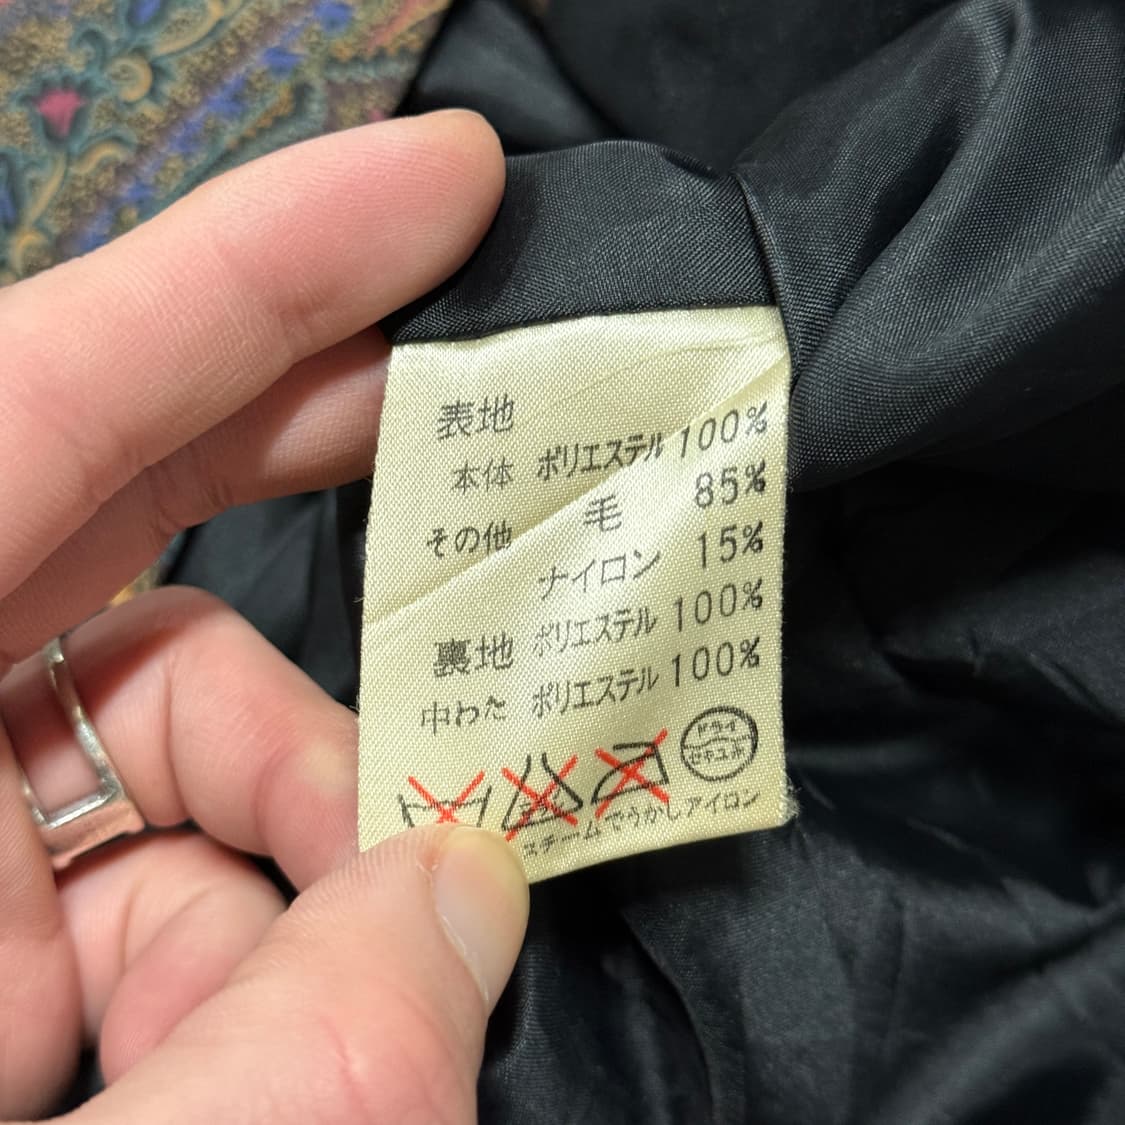 表地
本体 ポリエステル 100%
その他 毛 85%
ナイロン 15%
裏地 ポリエステル 100%
中わた ポリエステル 100%
ドライ
セキユ系
スチームでうかしアイロン